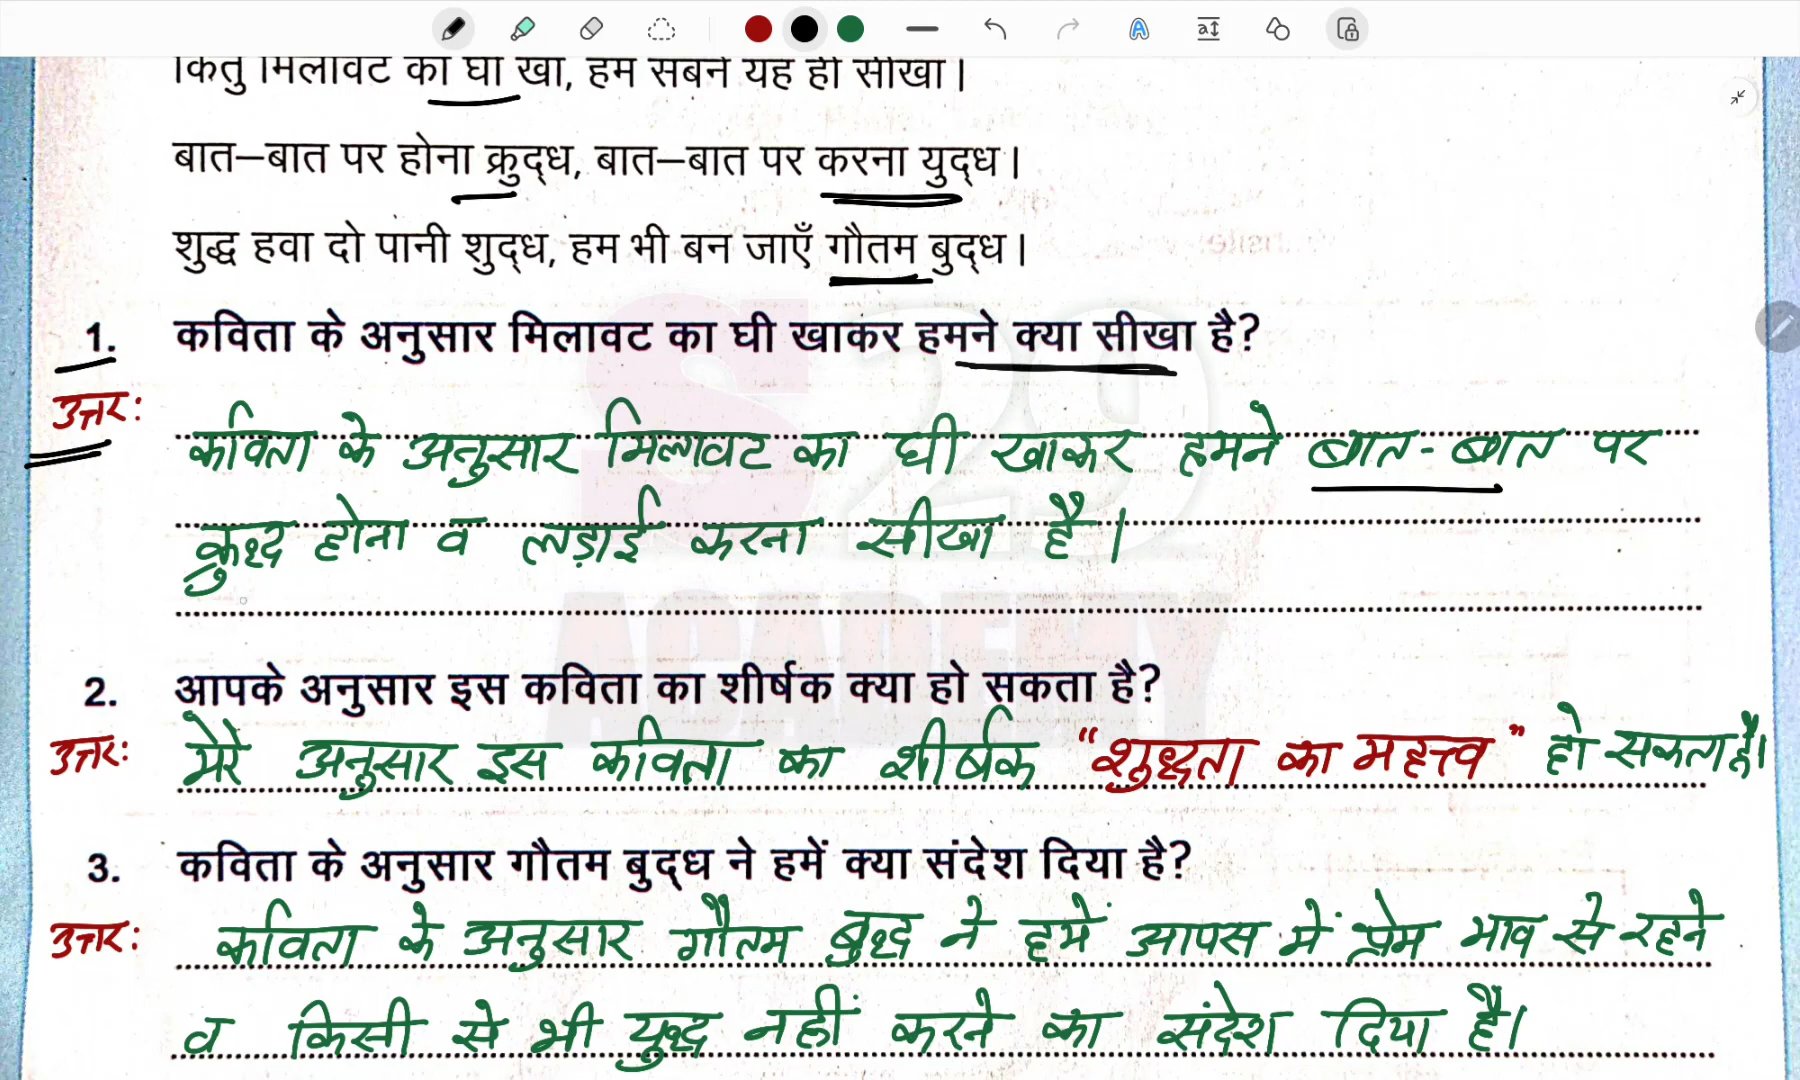 किंतु मिलावट का घी खा, हम सबने यह ही सीखा।
बात–बात पर होना क्रुद्ध, बात–बात पर करना युद्ध।
शुद्ध हवा दो पानी शुद्ध, हम भी बन जाएँ गौतम बुद्ध।
1. कविता के अनुसार मिलावट का घी खाकर हमने क्या सीखा है?
उत्तर: कविता के अनुसार मिलावट का घी खाकर हमने बात-बात पर
क्रुद्ध होना व लड़ाई करना सीखा है।
S29
ACADEMY
2. आपके अनुसार इस कविता का शीर्षक क्या हो सकता है?
उत्तर: मेरे अनुसार इस कविता का शीर्षक "शुद्धता का महत्त्व" हो सकता है।
3. कविता के अनुसार गौतम बुद्ध ने हमें क्या संदेश दिया है?
उत्तर: कविता के अनुसार गौतम बुद्ध ने हमें आपस में प्रेम भाव से रहने
व किसी से भी युद्ध नहीं करने का संदेश दिया है।